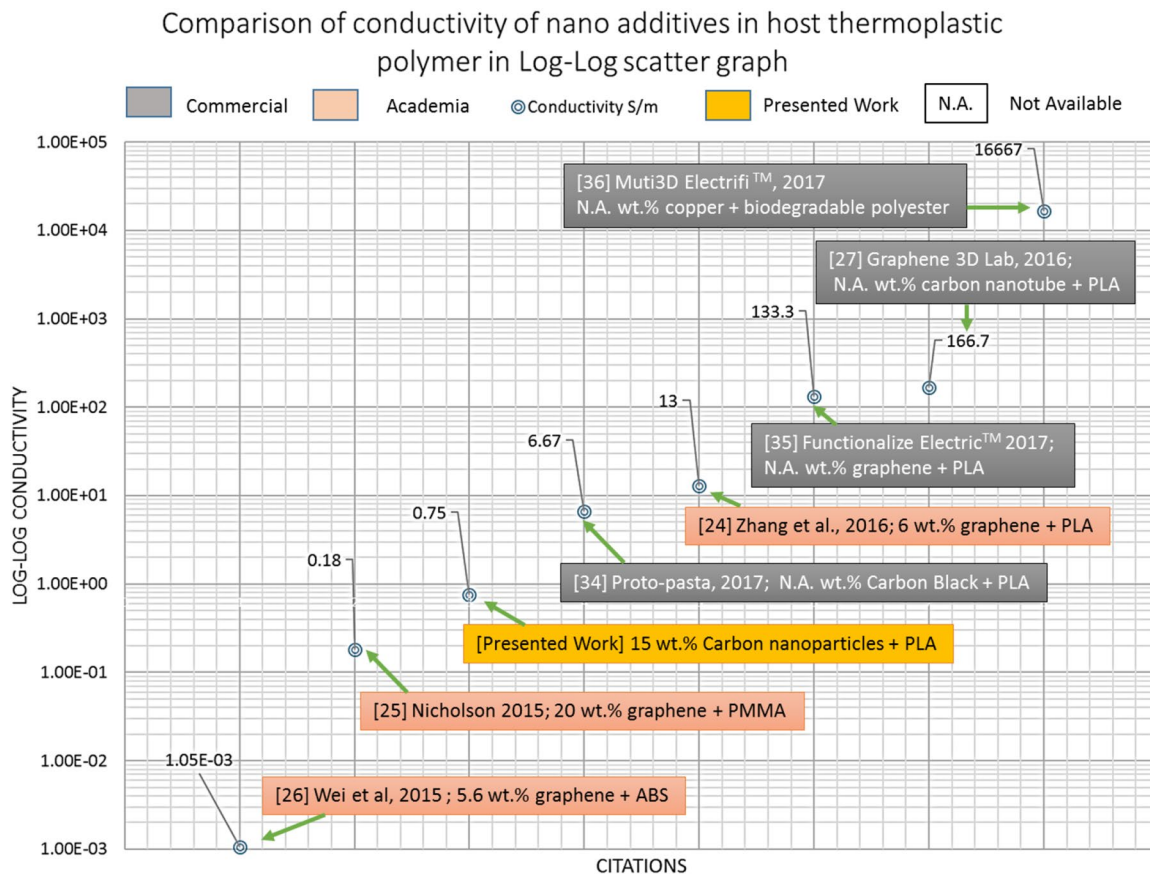 Comparison of conductivity of nano additives in host thermoplastic
polymer in Log-Log scatter graph
Commercial
Academia
Conductivity S/m
Presented Work
N.A.
Not Available
1.00E+05
1.00E+04
1.00E+03
1.00E+02
1.00E+01
1.00E+00
1.00E-01
1.00E-02
1.00E-03
LOG-LOG CONDUCTIVITY
16667
[36] Muti3D Electrifi™, 2017
N.A. wt.% copper + biodegradable polyester
[27] Graphene 3D Lab, 2016;
N.A. wt.% carbon nanotube + PLA
133.3
166.7
13
[35] Functionalize Electric™ 2017;
N.A. wt.% graphene + PLA
6.67
[24] Zhang et al., 2016; 6 wt.% graphene + PLA
0.75
[34] Proto-pasta, 2017; N.A. wt.% Carbon Black + PLA
0.18
[Presented Work] 15 wt.% Carbon nanoparticles + PLA
[25] Nicholson 2015; 20 wt.% graphene + PMMA
1.05E-03
[26] Wei et al, 2015 ; 5.6 wt.% graphene + ABS
CITATIONS